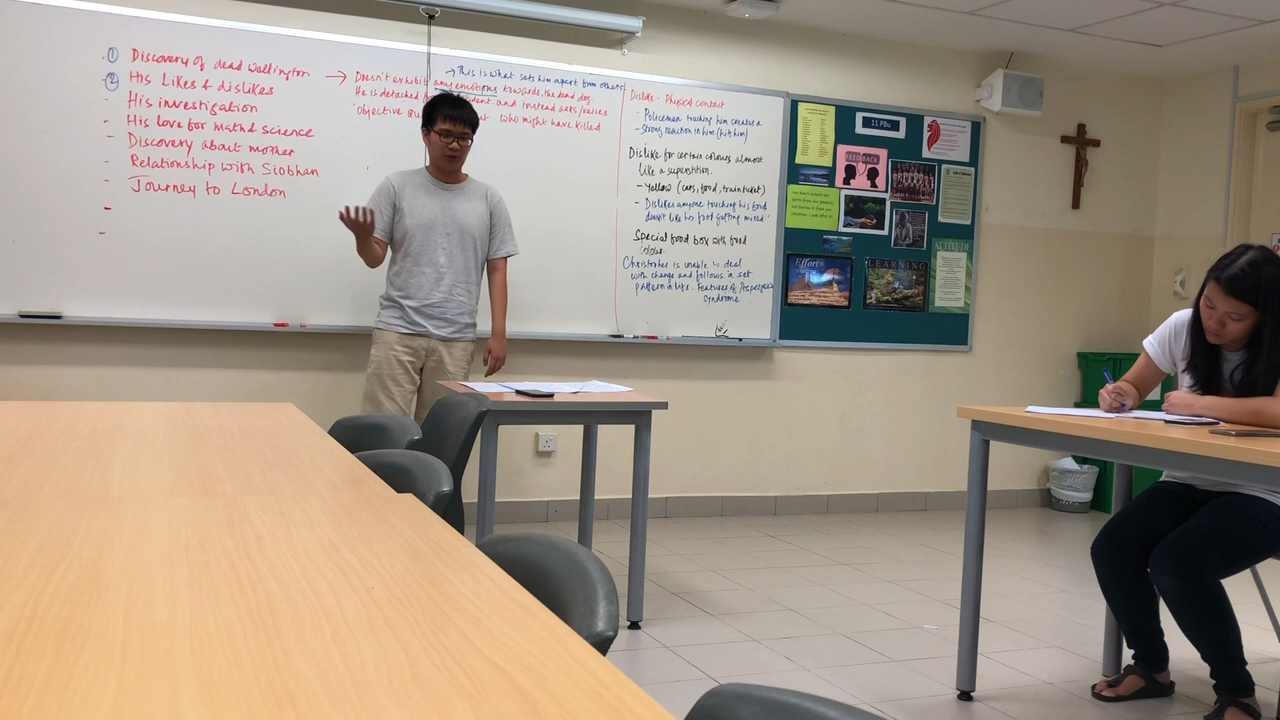 ① Discovery of dead Wellington
② His Likes & dislikes
- His investigation
- His love for math & science
- Discovery about mother
- Relationship with Siobhan
- Journey to London
-
-
→ This is what sets him apart from others!
→ Doesn't exhibit any emotions towards the dead dog.
He is detached and instead asks/raises
objective who might have killed
Dislike - Physical contact
- Policeman touching him creates a
- strong reaction in him (hits him)
Dislike for certain colours almost
like a superstition.
- Yellow (cars, food, train ticket)
- Dislikes anyone touching his food
doesn't like his food getting mixed
Special food box with food
colour.
Christopher is unable to deal
with change and follows a set
pattern in life. Features of Asperger's
Syndrome.
11 PBu
FEEDBACK
Effort
LEARNING
ATTITUDE